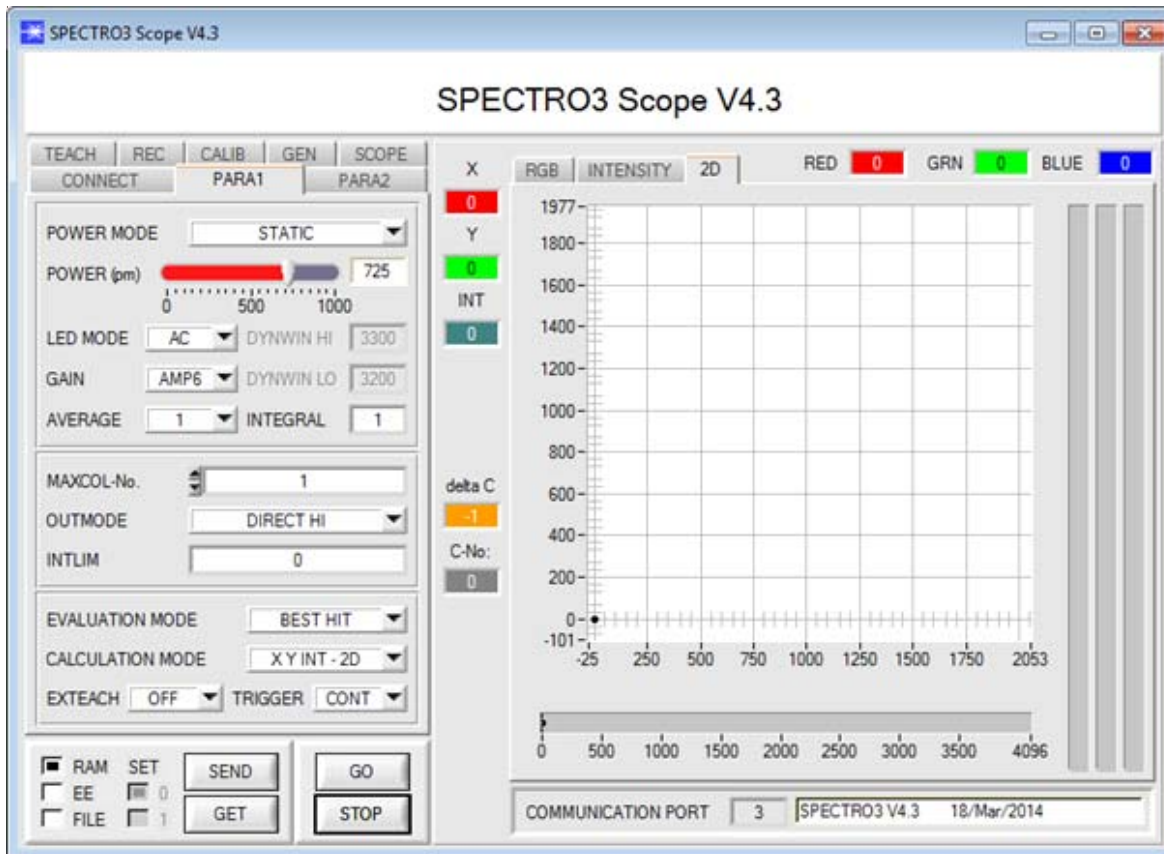 SPECTRO3 Scope V4.3
SPECTRO3 Scope V4.3
TEACH REC CALIB GEN SCOPE
CONNECT PARA1 PARA2
POWER MODE STATIC
POWER (pm) 725
0 500 1000
LED MODE AC DYNWIN HI 3300
GAIN AMP6 DYNWIN LO 3200
AVERAGE 1 INTEGRAL 1
MAXCOL-No. 1
OUTMODE DIRECT HI
INTLIM 0
EVALUATION MODE BEST HIT
CALCULATION MODE X Y INT - 2D
EXTEACH OFF TRIGGER CONT
RAM SET
EE 0
FILE 1
SEND
GET
GO
STOP
X
0
Y
0
INT
0
delta C
-1
C-No:
0
RGB INTENSITY 2D
RED 0 GRN 0 BLUE 0
1977
1800
1600
1400
1200
1000
800
600
400
200
0
-101
-25 250 500 750 1000 1250 1500 1750 2053
0 500 1000 1500 2000 2500 3000 3500 4096
COMMUNICATION PORT 3 SPECTRO3 V4.3 18/Mar/2014